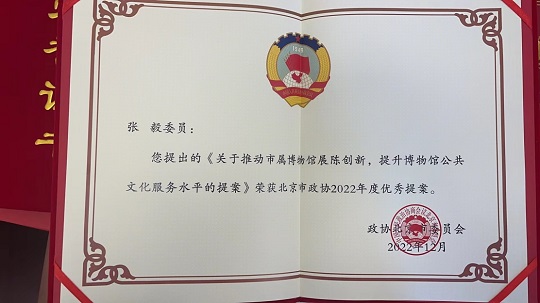 张 毅委员：
您提出的《关于推动市属博物馆展陈创新，提升博物馆公共
文化服务水平的提案》荣获北京市政协2022年度优秀提案。
政协北京市委员会
2022年12月